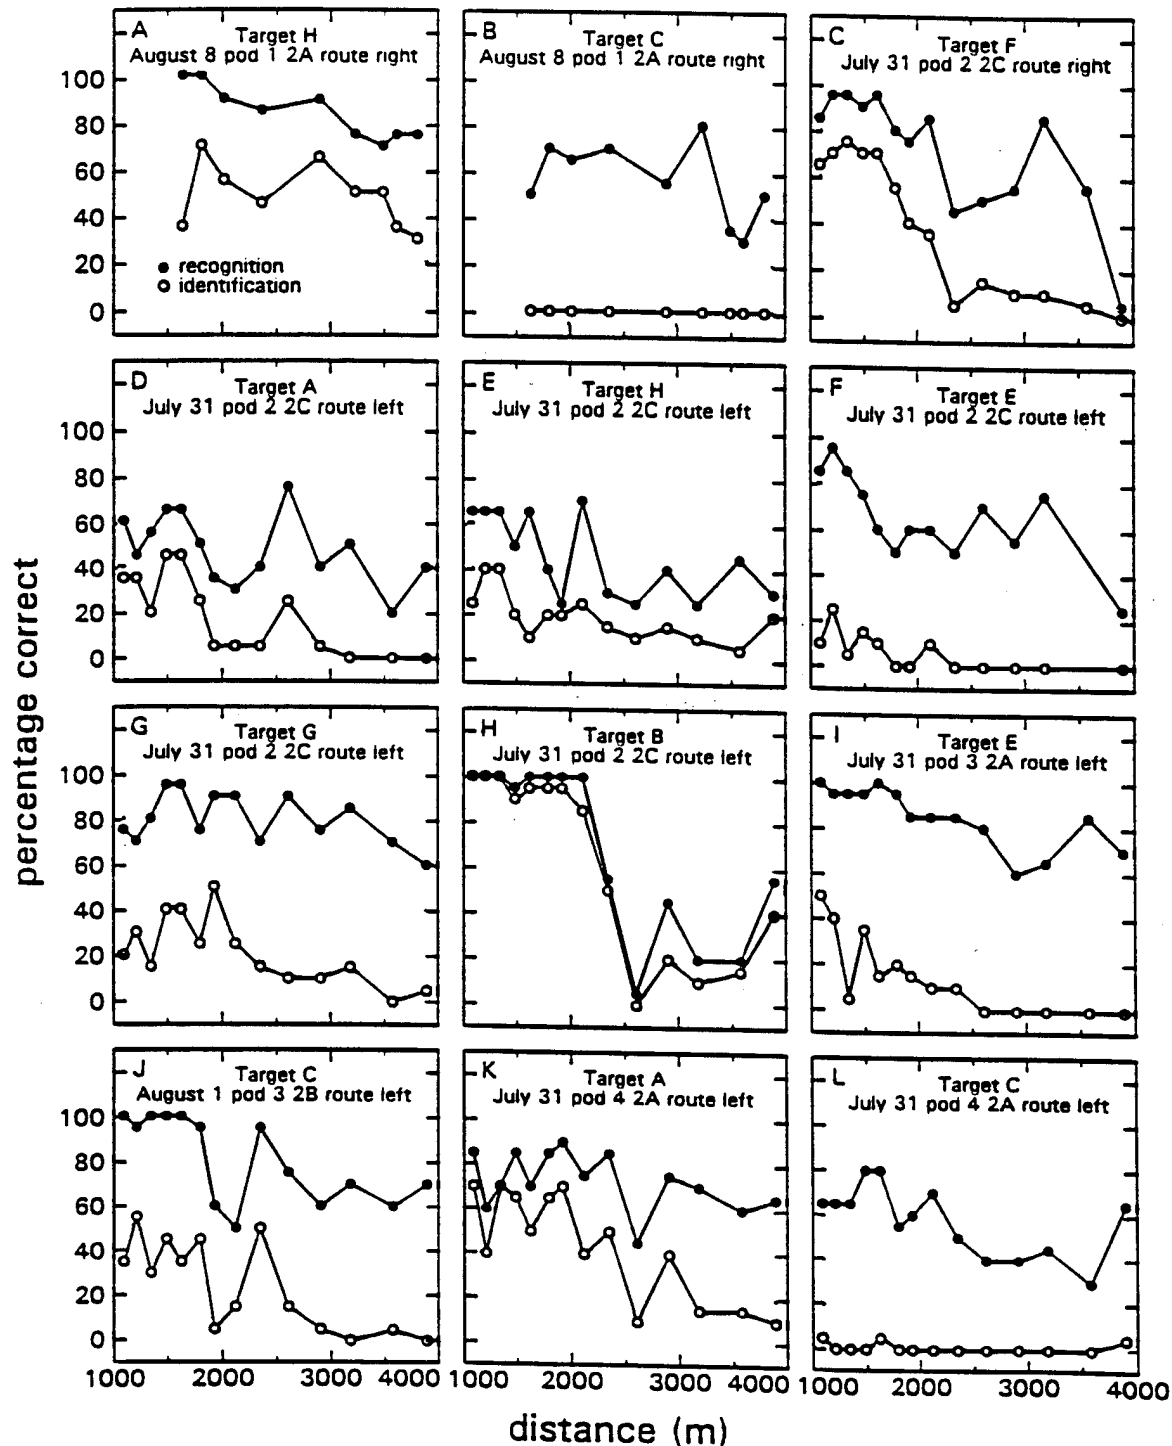 A
Target H
August 8 pod 1 2A route right
B
Target C
August 8 pod 1 2A route right
C
Target F
July 31 pod 2 2C route right
100
80
60
40
20
0
recognition
identification
D
Target A
July 31 pod 2 2C route left
E
Target H
July 31 pod 2 2C route left
F
Target E
July 31 pod 2 2C route left
100
80
60
40
20
0
G
Target G
July 31 pod 2 2C route left
H
Target B
July 31 pod 2 2C route left
I
Target E
July 31 pod 3 2A route left
100
80
60
40
20
0
J
Target C
August 1 pod 3 2B route left
K
Target A
July 31 pod 4 2A route left
L
Target C
July 31 pod 4 2A route left
100
80
60
40
20
0
1000 2000 3000 4000 2000 3000 4000 1000 2000 3000 4000
percentage correct
distance (m)